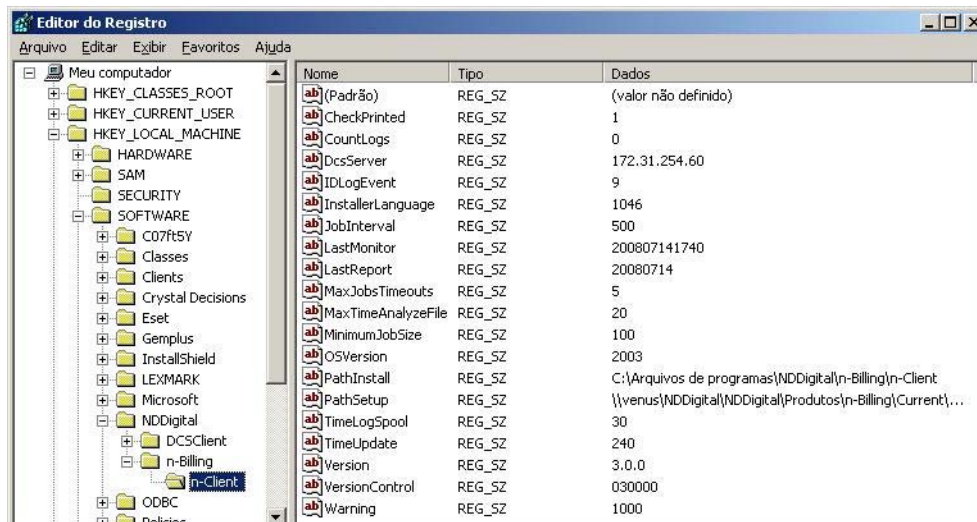 Editor do Registro
Arquivo Editar Exibir Favoritos Ajuda
Meu computador
HKEY_CLASSES_ROOT
HKEY_CURRENT_USER
HKEY_LOCAL_MACHINE
HARDWARE
SAM
SECURITY
SOFTWARE
C07ft5Y
Classes
Clients
Crystal Decisions
Eset
Gemplus
InstallShield
LEXMARK
Microsoft
NDDigital
DCSClient
n-Billing
n-Client
ODBC
Policies
Nome Tipo Dados
(Padrão) REG_SZ (valor não definido)
CheckPrinted REG_SZ 1
CountLogs REG_SZ 0
DcsServer REG_SZ 172.31.254.60
IDLogEvent REG_SZ 9
InstallerLanguage REG_SZ 1046
JobInterval REG_SZ 500
LastMonitor REG_SZ 200807141740
LastReport REG_SZ 20080714
MaxJobsTimeouts REG_SZ 5
MaxTimeAnalyzeFile REG_SZ 20
MinimumJobSize REG_SZ 100
OSVersion REG_SZ 2003
PathInstall REG_SZ C:\Arquivos de programas\NDDigital\n-Billing\n-Client
PathSetup REG_SZ \\venus\NDDigital\NDDigital\Produtos\n-Billing\Current\...
TimeLogSpool REG_SZ 30
TimeUpdate REG_SZ 240
Version REG_SZ 3.0.0
VersionControl REG_SZ 030000
Warning REG_SZ 1000